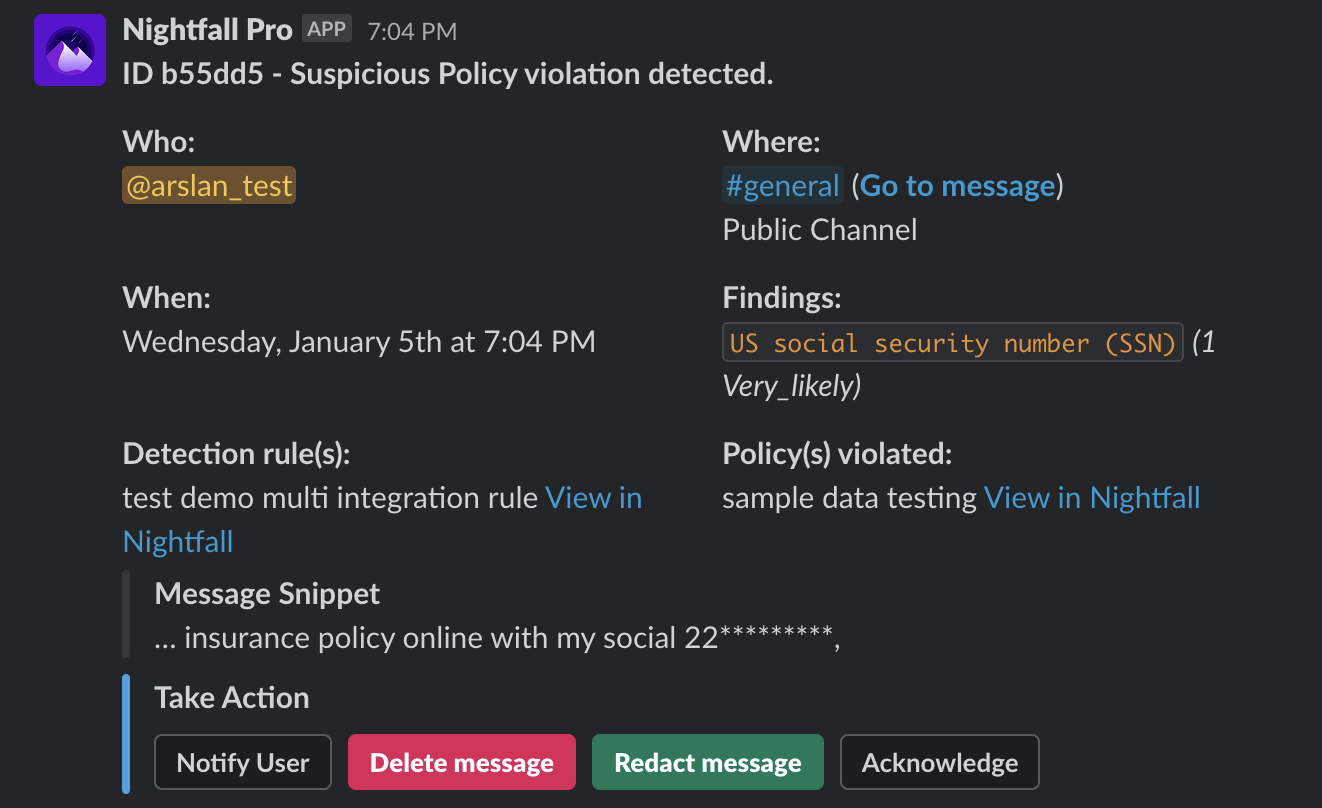 Nightfall Pro APP 7:04 PM
ID b55dd5 - Suspicious Policy violation detected.
Who:
@arslan_test
Where:
#general (Go to message)
Public Channel
When:
Wednesday, January 5th at 7:04 PM
Findings:
US social security number (SSN) (1
Very_likely)
Detection rule(s):
test demo multi integration rule View in
Nightfall
Policy(s) violated:
sample data testing View in Nightfall
Message Snippet
... insurance policy online with my social 22*********,
Take Action
Notify User
Delete message
Redact message
Acknowledge